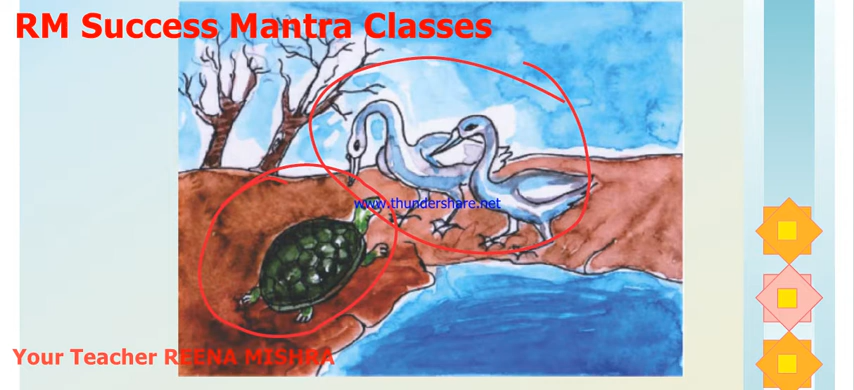 RM Success Mantra Classes
www.thundershare.net
Your Teacher REENA MISHRA